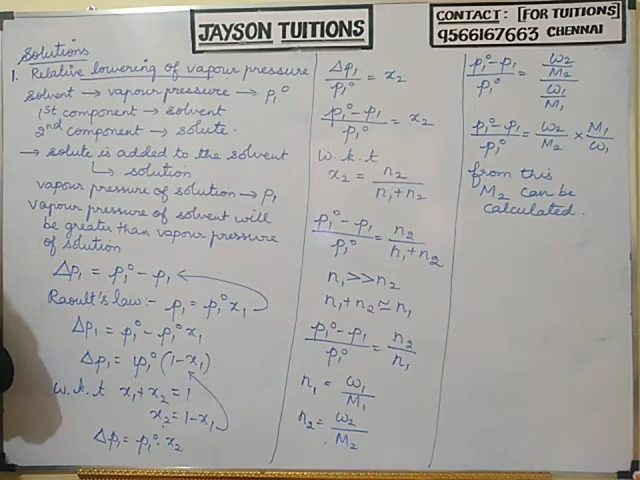 JAYSON TUITIONS
CONTACT: [FOR TUITIONS]
9566167663 CHENNAI
Solutions
1. Relative lowering of vapour pressure
solvent → vapour pressure → p₁°
1st component → solvent
2nd component → solute.
→ solute is added to the solvent
↳ solution
vapour pressure of solution → p₁
vapour pressure of solvent will
be greater than vapour pressure
of solution
Δp₁ = p₁° - p₁
Raoult's law:- p₁ = p₁° x₁
Δp₁ = p₁° - p₁° x₁
Δp₁ = p₁° (1-x₁)
w.k.t x₁ + x₂ = 1
x₂ = 1-x₁
Δp₁ = p₁° · x₂
Δp₁/p₁° = x₂
p₁° - p₁/p₁° = x₂
w.k.t
x₂ = n₂/n₁+n₂
p₁° - p₁/p₁° = n₂/n₁+n₂
n₁ >> n₂
n₁ + n₂ ≃ n₁
p₁° - p₁/p₁° = n₂/n₁
n₁ = w₁/M₁
n₂ = w₂/M₂
p₁° - p₁/p₁° = w₂/M₂/w₁/M₁
p₁° - p₁/p₁° = w₂/M₂ × M₁/w₁
from this
M₂ can be
calculated.